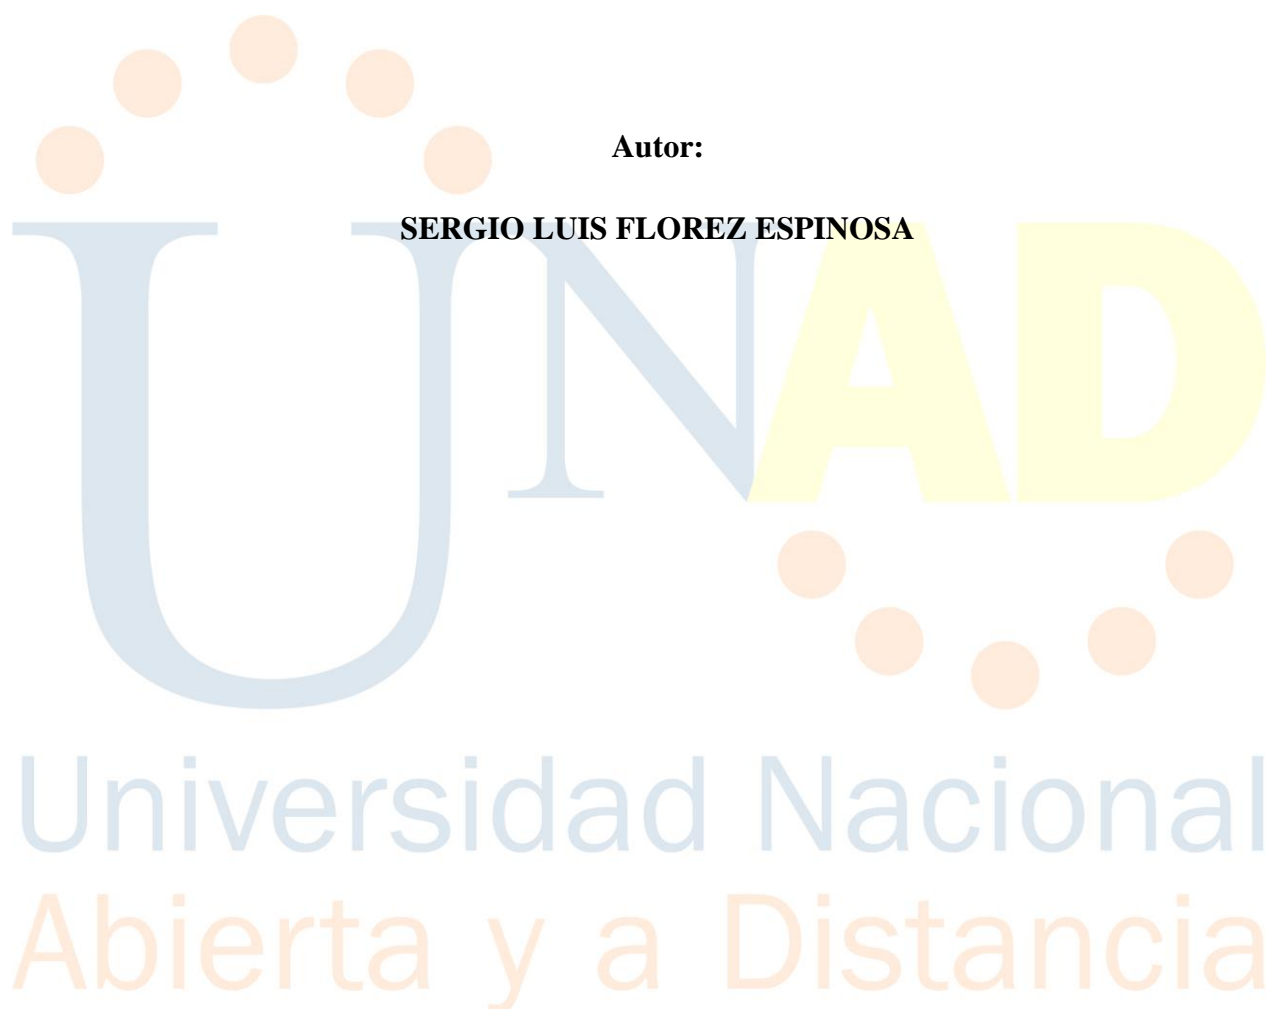 Autor:
SERGIO LUIS FLOREZ ESPINOSA
UNAD
Universidad Nacional
Abierta y a Distancia